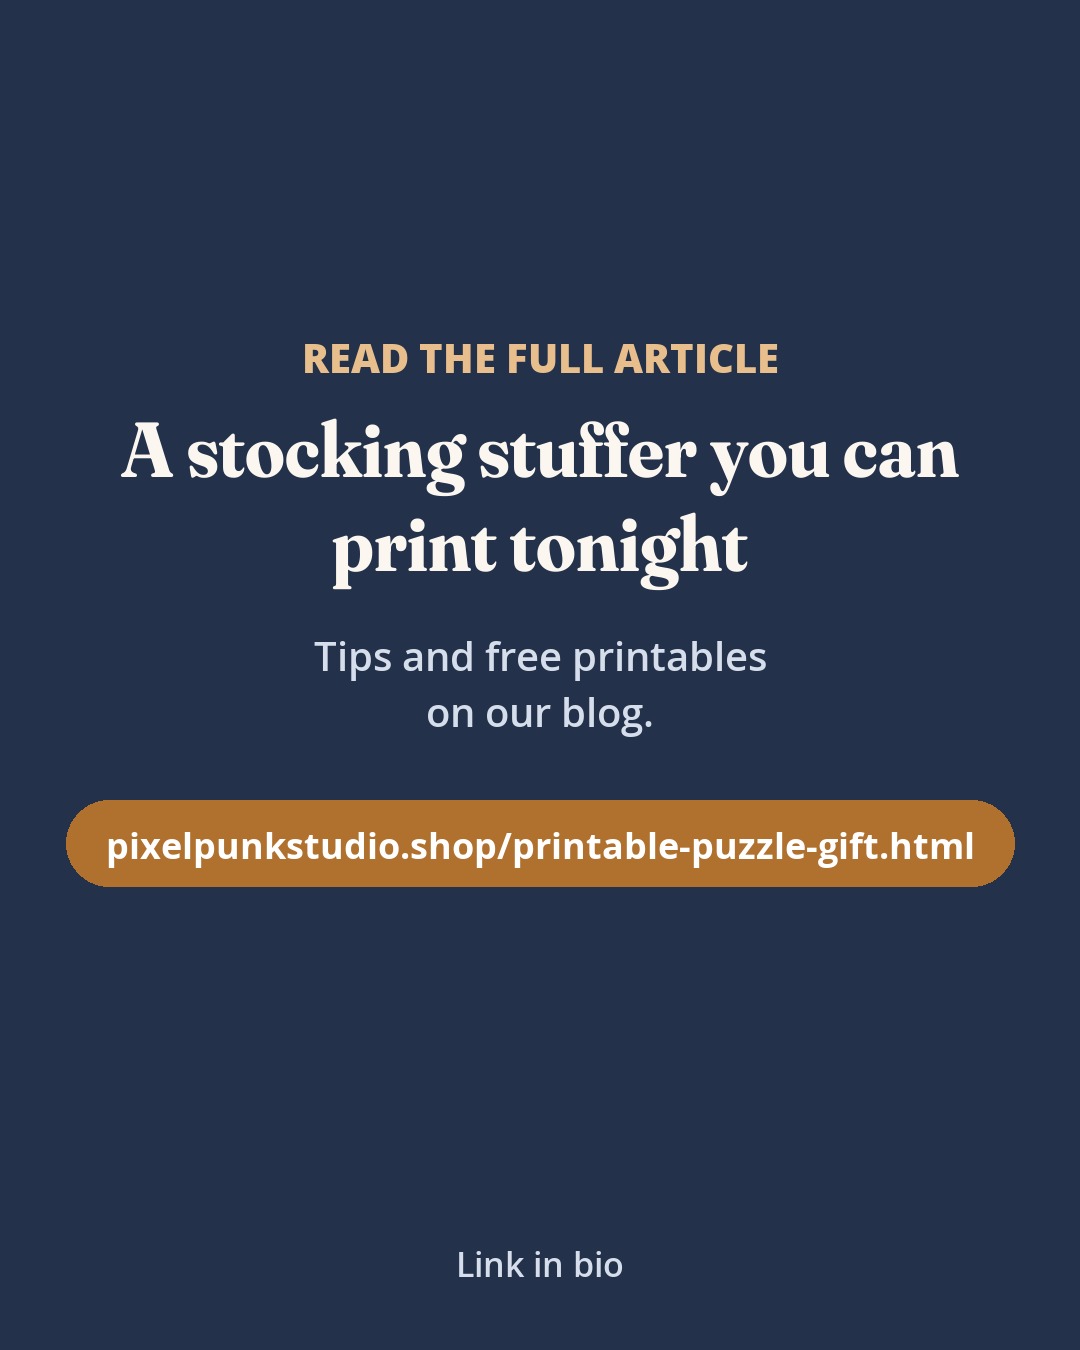 READ THE FULL ARTICLE
A stocking stuffer you can
print tonight
Tips and free printables
on our blog.
pixelpunkstudio.shop/printable-puzzle-gift.html
Link in bio